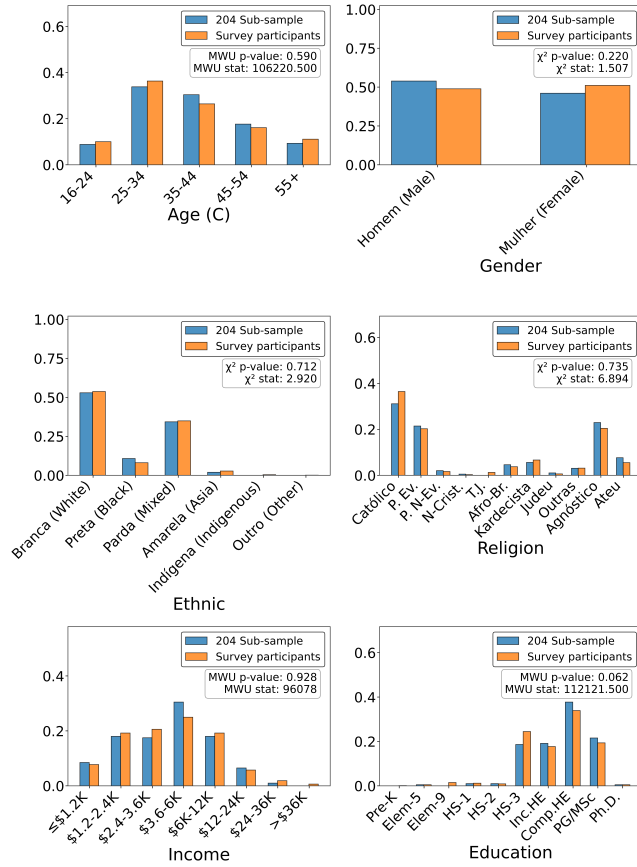 204 Sub-sample
Survey participants
MWU p-value: 0.590
MWU stat: 106220.500
0.6
0.4
0.2
0.0
16-24
25-34
35-44
45-54
55+
Age (C)
204 Sub-sample
Survey participants
χ² p-value: 0.220
χ²: 1.507
1.00
0.75
0.50
0.25
0.00
Homem (Male)
Mulher (Female)
Gender
204 Sub-sample
Survey participants
χ² p-value: 0.712
χ² stat: 2.920
1.00
0.75
0.50
0.25
0.00
Branca (White)
Preta (Black)
Parda (Mixed)
Amarela (Asia)
Indígena (Indigenous)
Outro (Other)
Ethnic
204 Sub-sample
Survey participants
χ² p-value: 0.735
χ² stat: 6.894
0.6
0.4
0.2
0.0
Católico
P. Ev.
P. N-Ev.
N-Crist.
T.J.
Afro-Br.
Kardecista
Judeu
Outras
Agnóstico
Ateu
Religion
204 Sub-sample
Survey participants
MWU p-value: 0.928
MWU stat: 96078
0.4
0.2
0.0
≤$1.2K
$1.2-2.4K
$2.4-3.6K
$3.6-6K
$6K-12K
$12-24K
$24-36K
>$36K
Income
204 Sub-sample
Survey participants
MWU p-value: 0.062
MWU stat: 112121.500
0.6
0.4
0.2
0.0
Pre-K
Elem-5
Elem-9
HS-1
HS-2
HS-3
Inc.HE
Comp.HE
PG/MSc
Ph.D.
Education